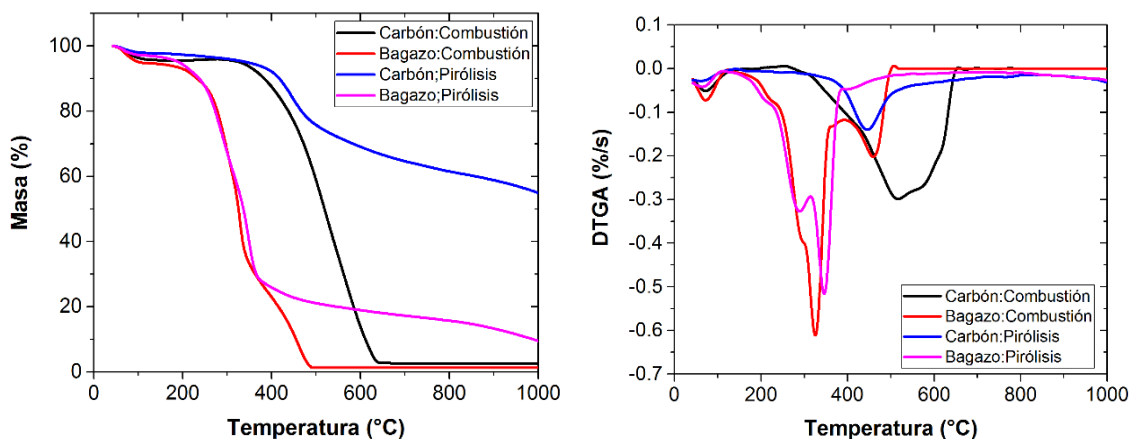 100
80
60
40
20
0
Masa (%)
Carbón:Combustión
Bagazo:Combustión
Carbón;Pirólisis
Bagazo;Pirólisis
0 200 400 600 800 1000
Temperatura (°C)
0.1
0.0
-0.1
-0.2
-0.3
-0.4
-0.5
-0.6
-0.7
DTGA (%/s)
Carbón:Combustión
Bagazo:Combustión
Carbón:Pirólisis
Bagazo:Pirólisis
0 200 400 600 800 1000
Temperatura (°C)